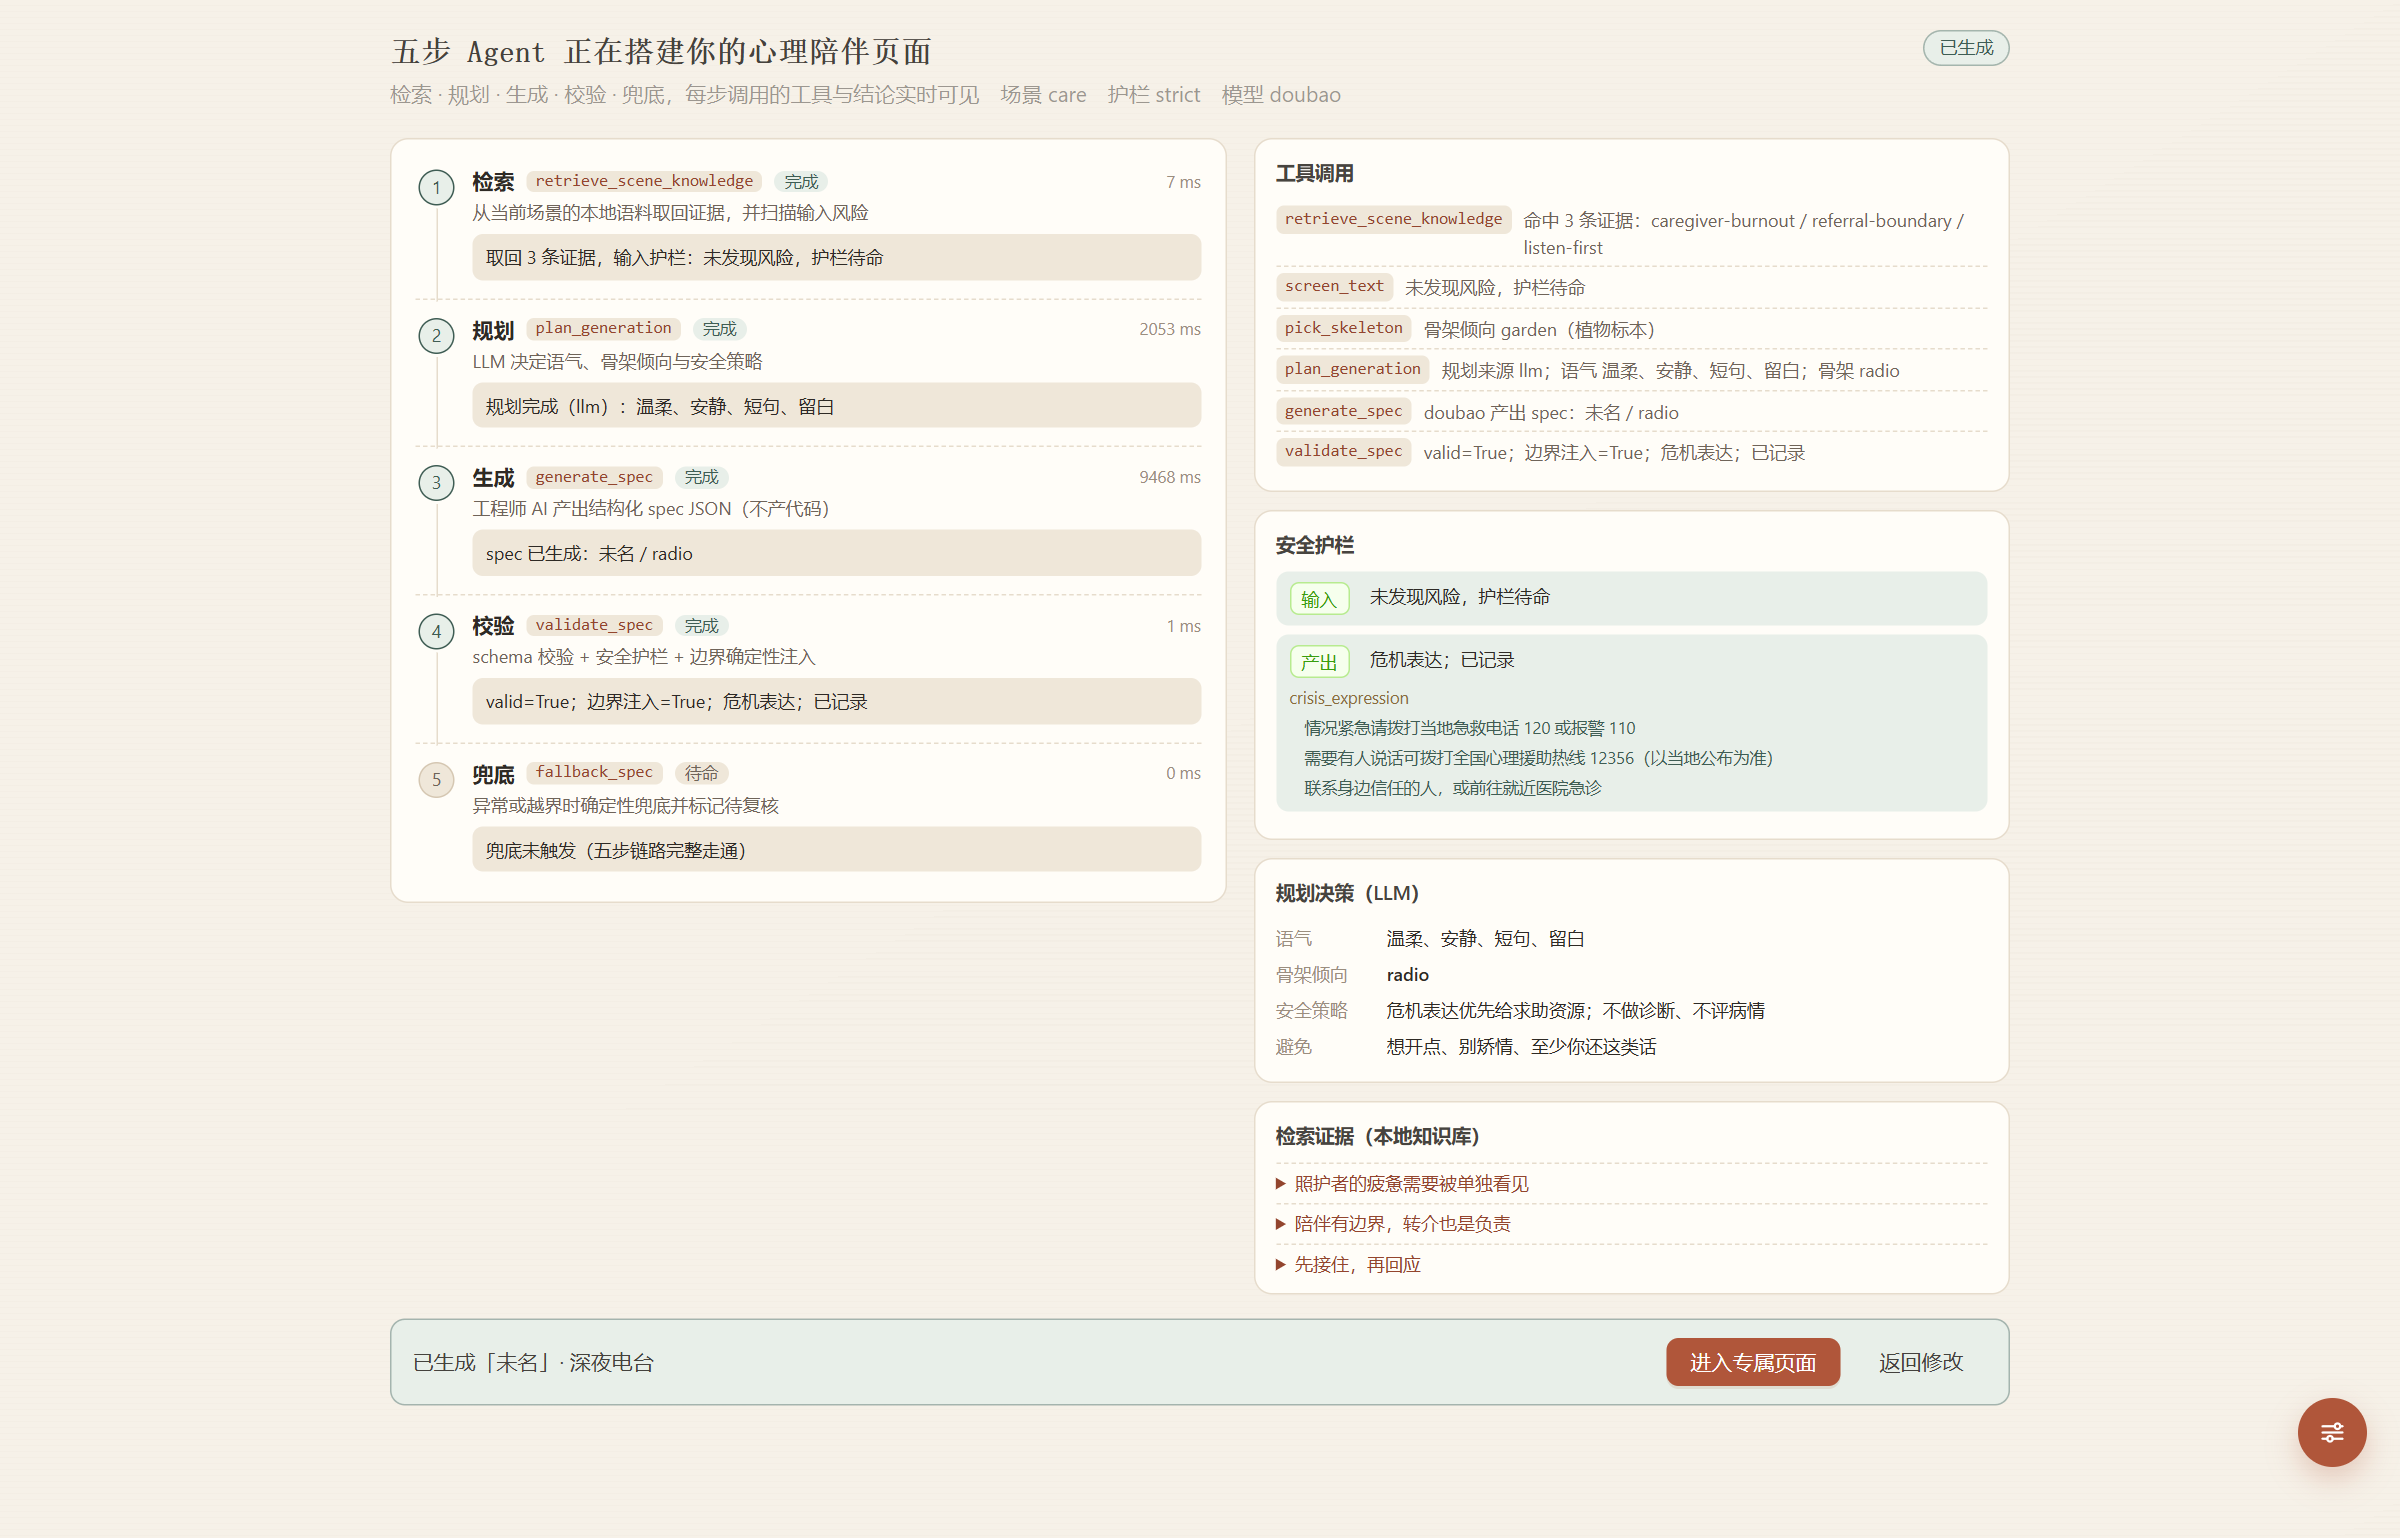 五步 Agent 正在搭建你的心理陪伴页面
已生成
检索 · 规划 · 生成 · 校验 · 兜底，每步调用的工具与结论实时可见 场景 care 护栏 strict 模型 doubao
1 检索 retrieve_scene_knowledge 完成 7 ms
从当前场景的本地语料取回证据，并扫描输入风险
取回 3 条证据，输入护栏：未发现风险，护栏待命
2 规划 plan_generation 完成 2053 ms
LLM 决定语气、骨架倾向与安全策略
规划完成（llm）：温柔、安静、短句、留白
3 生成 generate_spec 完成 9468 ms
工程师 AI 产出结构化 spec JSON（不产代码）
spec 已生成：未名 / radio
4 校验 validate_spec 完成 1 ms
schema 校验 + 安全护栏 + 边界确定性注入
valid=True；边界注入=True；危机表达；已记录
5 兜底 fallback_spec 待命 0 ms
异常或越界时确定性兜底并标记待复核
兜底未触发（五步链路完整走通）
工具调用
retrieve_scene_knowledge 命中 3 条证据：caregiver-burnout / referral-boundary /
listen-first
screen_text 未发现风险，护栏待命
pick_skeleton 骨架倾向 garden（植物标本）
plan_generation 规划来源 llm；语气 温柔、安静、短句、留白；骨架 radio
generate_spec doubao 产出 spec：未名 / radio
validate_spec valid=True；边界注入=True；危机表达；已记录
安全护栏
输入 未发现风险，护栏待命
产出 危机表达；已记录
crisis_expression
情况紧急请拨打当地急救电话 120 或报警 110
需要有人说话可拨打全国心理援助热线 12356（以当地公布为准）
联系身边信任的人，或前往就近医院急诊
规划决策（LLM）
语气 温柔、安静、短句、留白
骨架倾向 radio
安全策略 危机表达优先给求助资源；不做诊断、不评病情
避免 想开点、别矫情、至少你还这类话
检索证据（本地知识库）
照护者的疲惫需要被单独看见
陪伴有边界，转介也是负责
先接住，再回应
已生成「未名」· 深夜电台
进入专属页面
返回修改